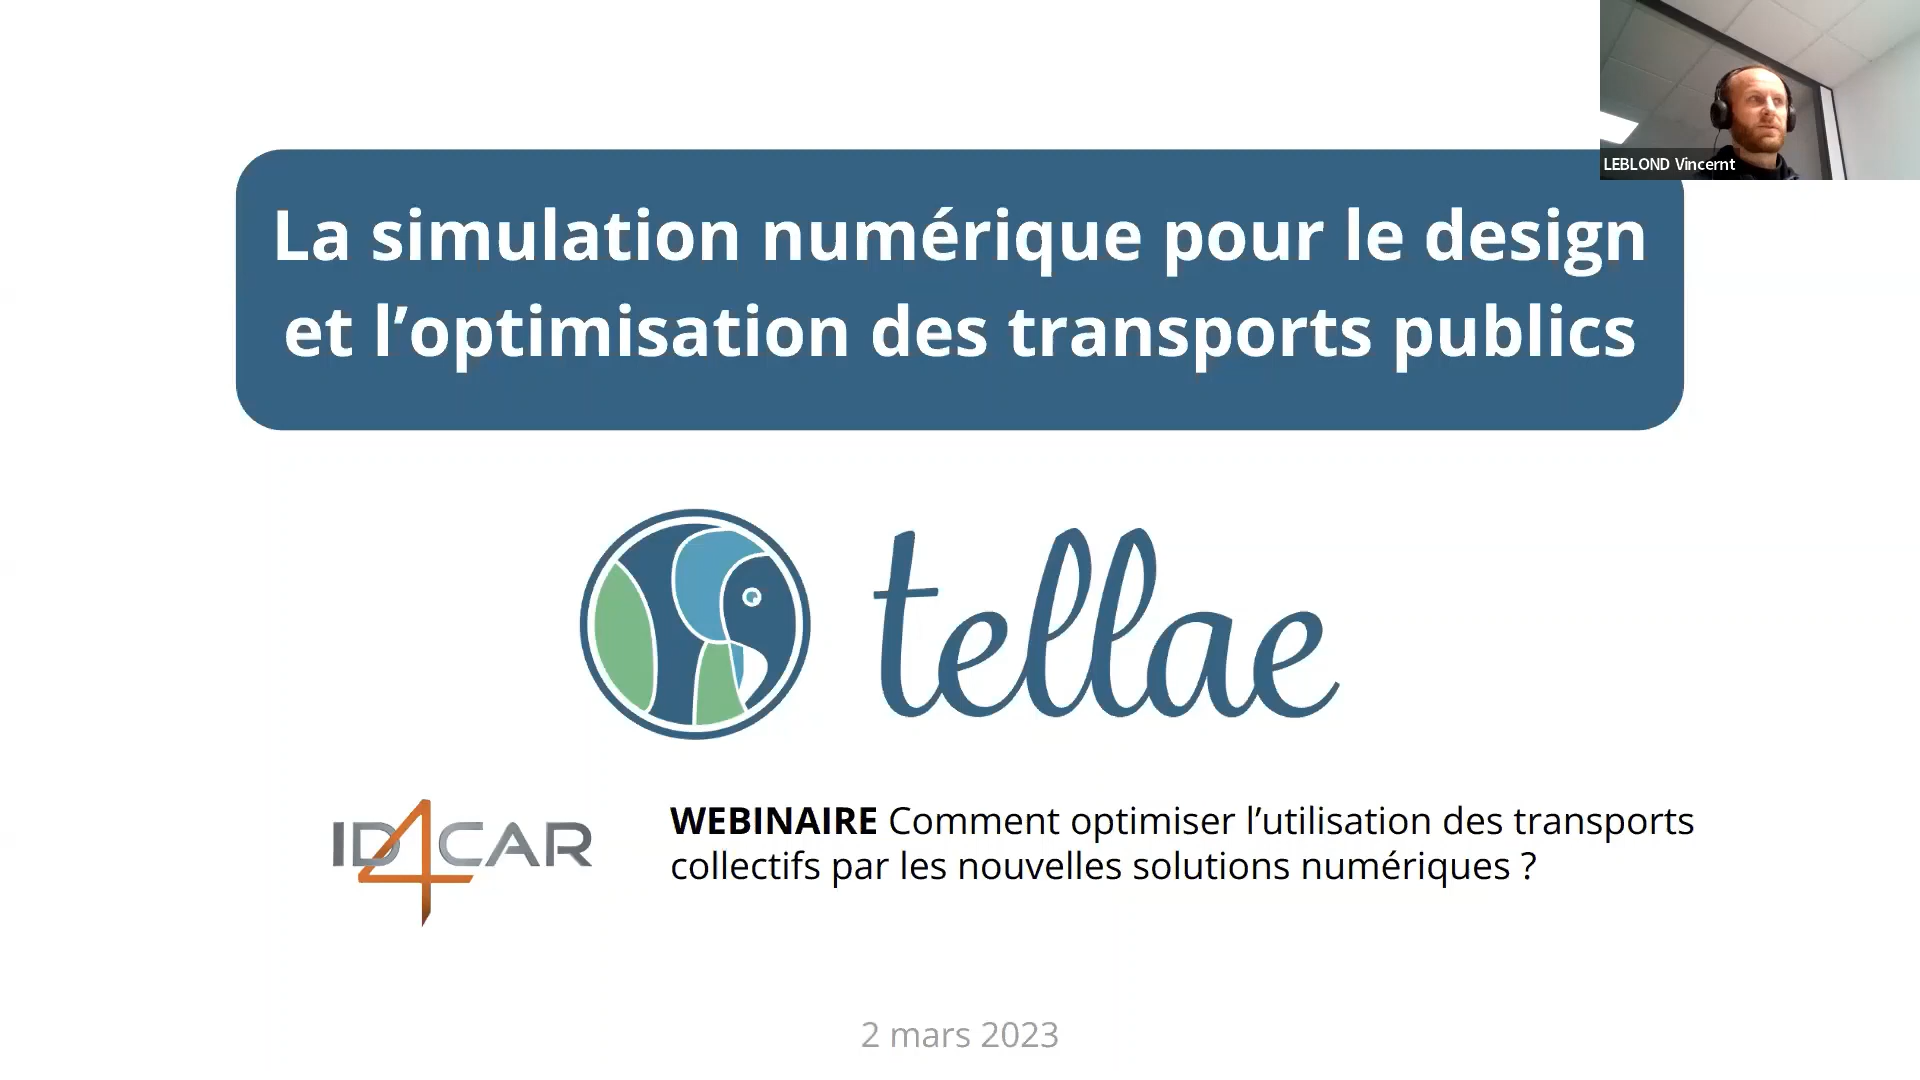 LEBLOND Vincernt
La simulation numérique pour le design
et l’optimisation des transports publics
tellae
ID4CAR
WEBINAIRE Comment optimiser l’utilisation des transports
collectifs par les nouvelles solutions numériques ?
2 mars 2023